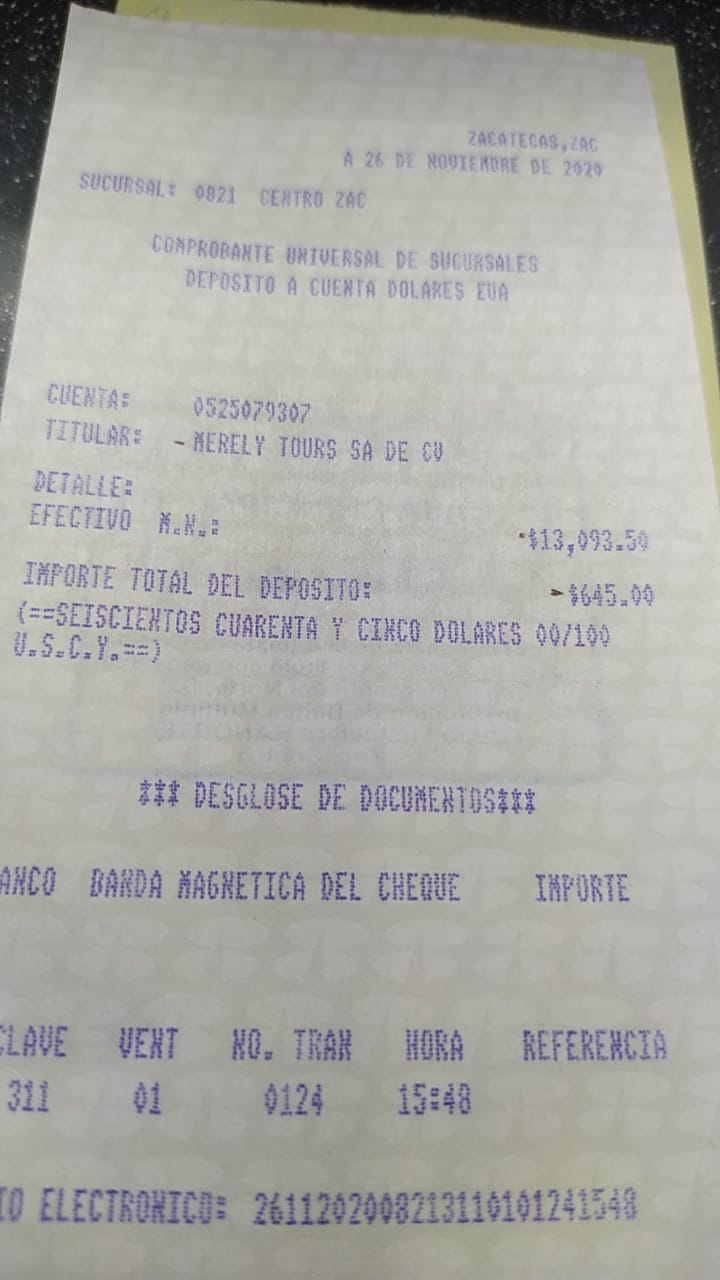 ZACATECAS,ZAC
A 26 DE NOVIEMBRE DE 2020
SUCURSAL: 0821 CENTRO ZAC
COMPROBANTE UNIVERSAL DE SUCURSALES
DEPOSITO A CUENTA DOLARES EUA
CUENTA: 0525079307
TITULAR: MERELY TOURS SA DE CV
DETALLE:
EFECTIVO M.N.: $13,093.50
IMPORTE TOTAL DEL DEPOSITO: $645.00
(==SEISCIENTOS CUARENTA Y CINCO DOLARES 00/100
U.S.C.Y.==)
*** DESGLOSE DE DOCUMENTOS***
ANCO BANDA MAGNETICA DEL CHEQUE IMPORTE
CLAVE VENT NO. TRAN HORA REFERENCIA
311 01 0124 15:48
IO ELECTRONICO: 2611202008213110101241548